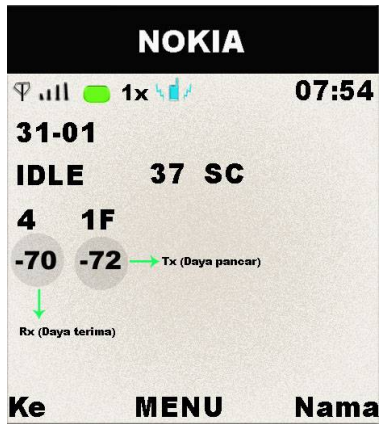 NOKIA
1x 07:54
31-01
IDLE 37 SC
4 1F
-70 -72 Tx (Daya pancar)
Rx (Daya terima)
Ke MENU Nama